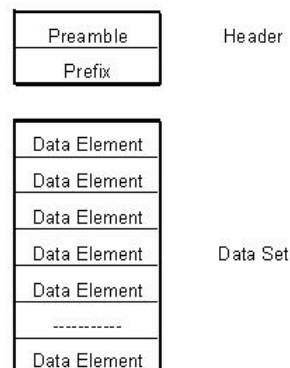 Preamble Header
Prefix
Data Element
Data Element
Data Element
Data Element Data Set
Data Element
-----------
Data Element